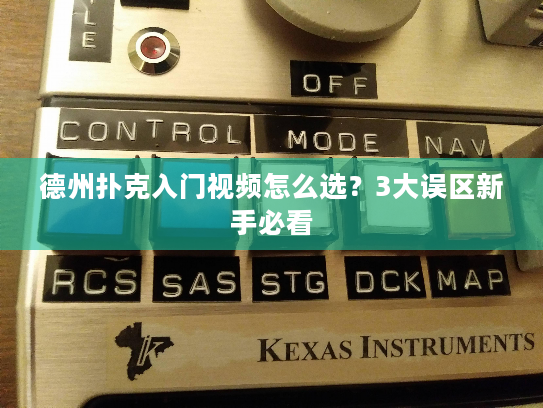 YLE
OFF
CONTROL MODE NAV
德州扑克入门视频怎么选？3大误区新
手必看
RCS SAS STG DCK MAP
K KEXAS INSTRUMENTS